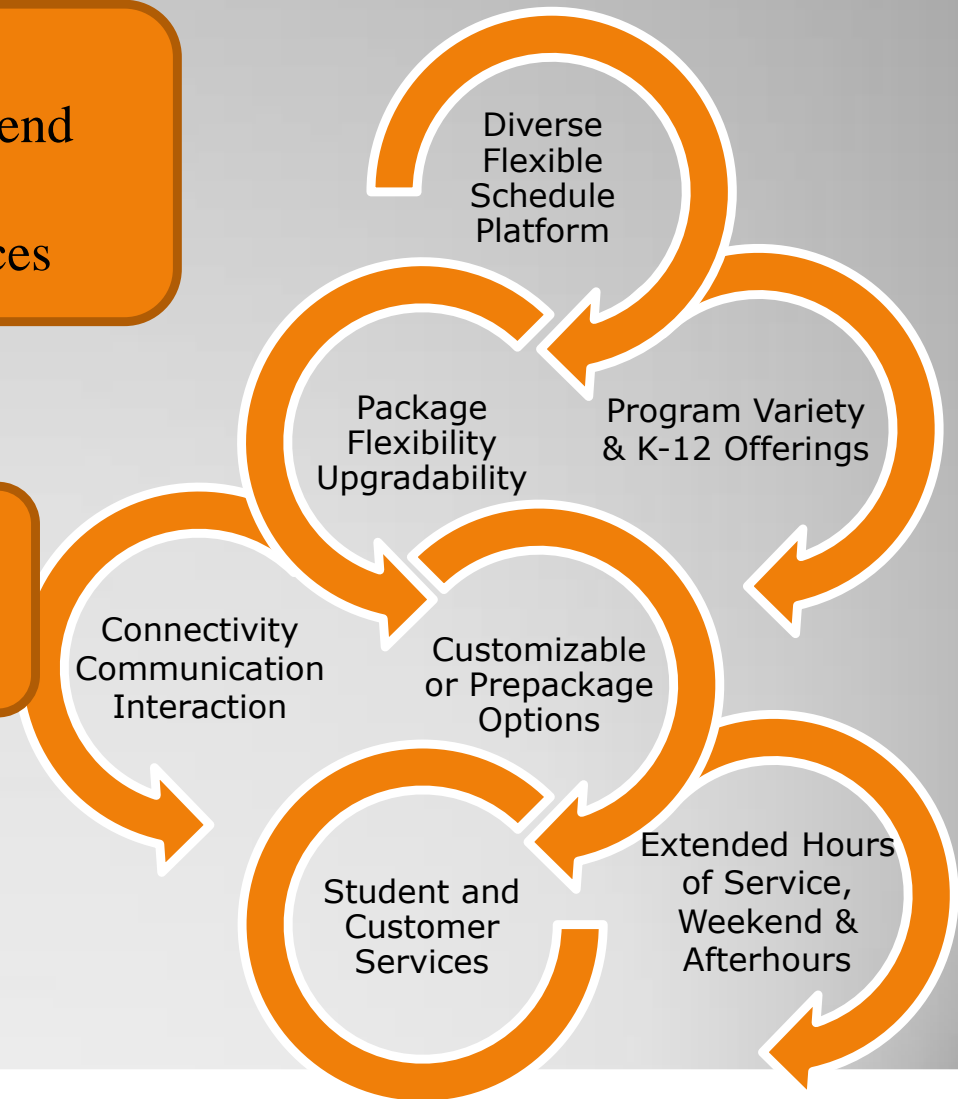 end
ces
Diverse
Flexible
Schedule
Platform
Package
Flexibility
Upgradability
Program Variety
& K-12 Offerings
Connectivity
Communication
Interaction
Customizable
or Prepackage
Options
Student and
Customer
Services
Extended Hours
of Service,
Weekend &
Afterhours